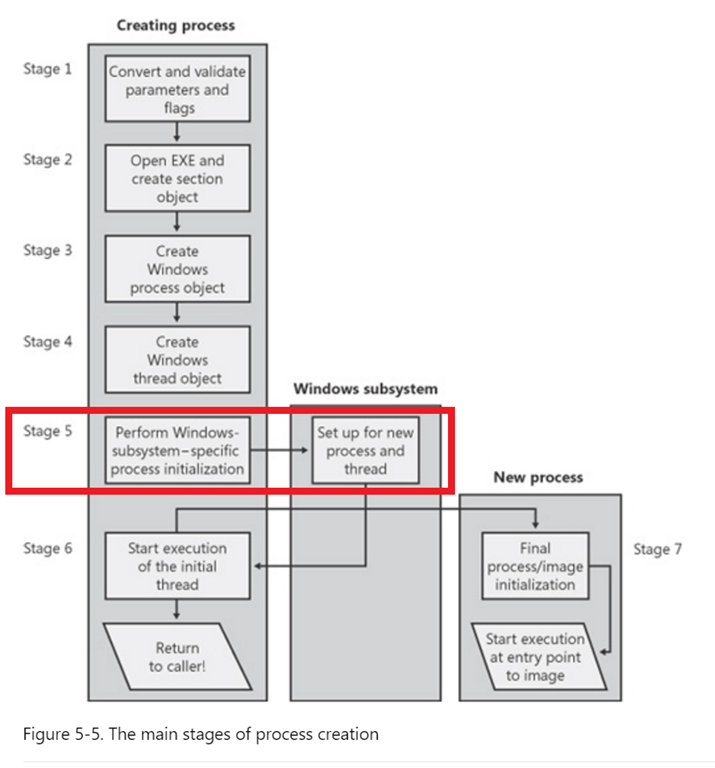 Creating process
Stage 1
Convert and validate
parameters and
flags
Stage 2
Open EXE and
create section
object
Stage 3
Create
Windows
process object
Stage 4
Create
Windows
thread object
Windows subsystem
Stage 5
Perform Windows-
subsystem–specific
process initialization
Set up for new
process and
thread
New process
Stage 6
Start execution
of the initial
thread
Final
process/image
initialization
Stage 7
Return
to caller!
Start execution
at entry point
to image
Figure 5-5. The main stages of process creation